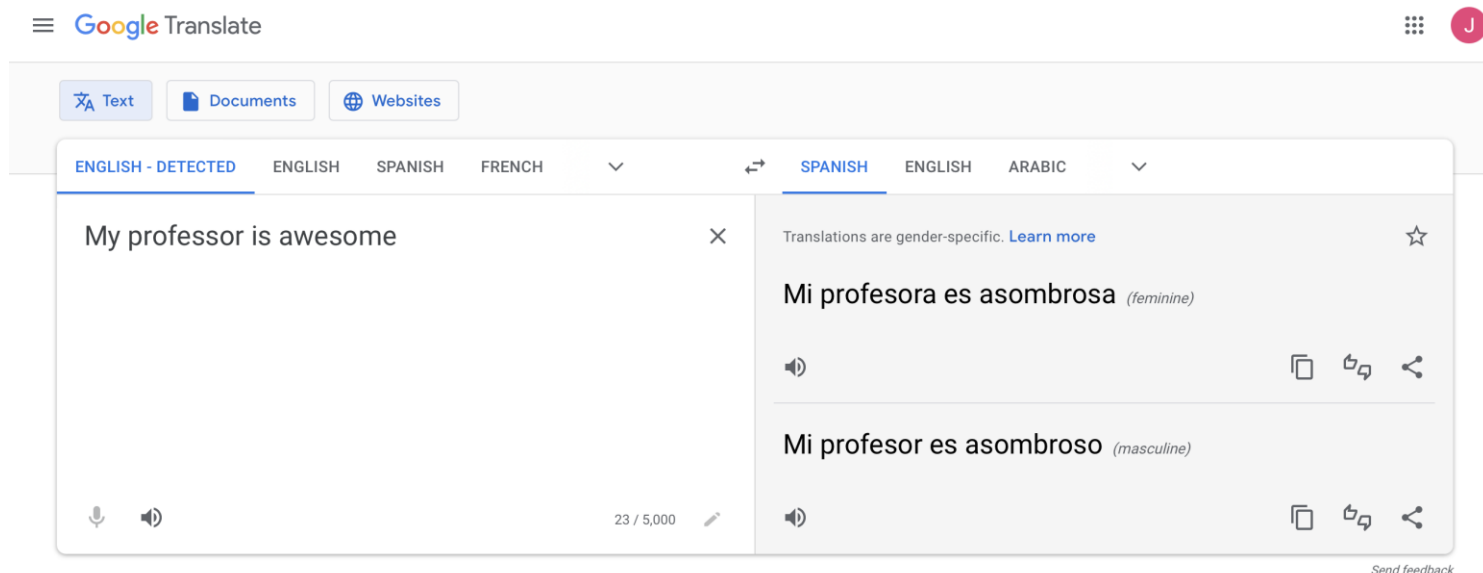 Google Translate
J
Text Documents Websites
ENGLISH - DETECTED ENGLISH SPANISH FRENCH
SPANISH ENGLISH ARABIC
My professor is awesome
23 / 5,000
Translations are gender-specific. Learn more
Mi profesora es asombrosa (feminine)
Mi profesor es asombroso (masculine)
Send feedback